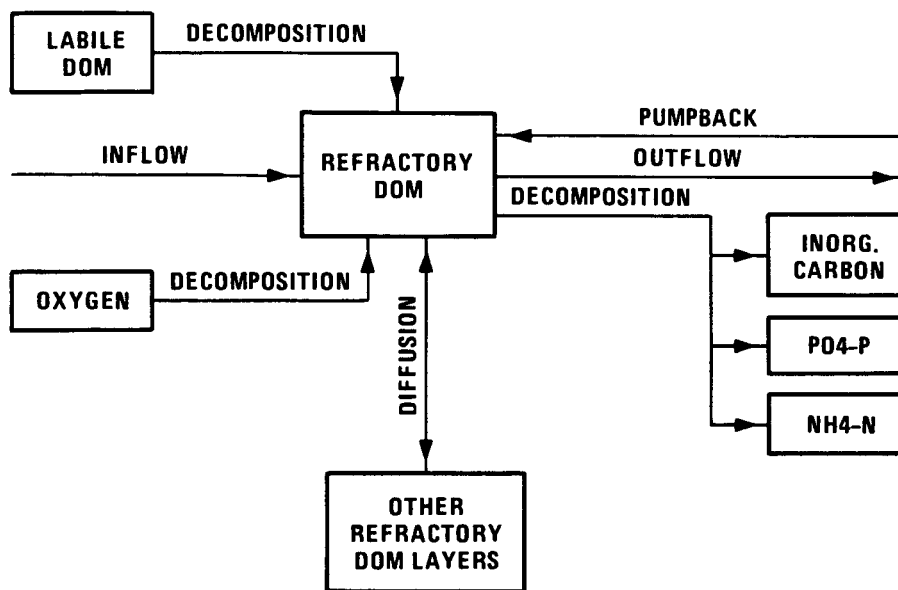 LABILE
DOM
DECOMPOSITION
INFLOW
REFRACTORY
DOM
PUMPBACK
OUTFLOW
DECOMPOSITION
INORG.
CARBON
OXYGEN
DECOMPOSITION
DIFFUSION
PO4-P
NH4-N
OTHER
REFRACTORY
DOM LAYERS